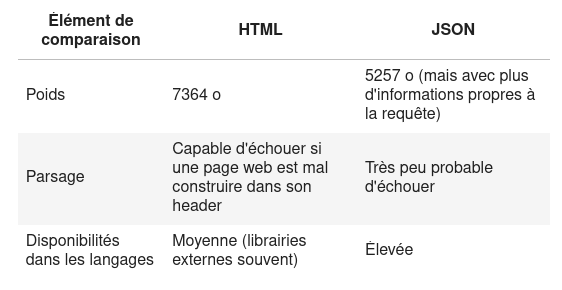 Élément de
comparaison
HTML
JSON
Poids
7364 o
5257 o (mais avec plus
d'informations propres à
la requête)
Parsage
Capable d'échouer si
une page web est mal
construire dans son
header
Très peu probable
d'échouer
Disponibilités
dans les langages
Moyenne (librairies
externes souvent)
Élevée